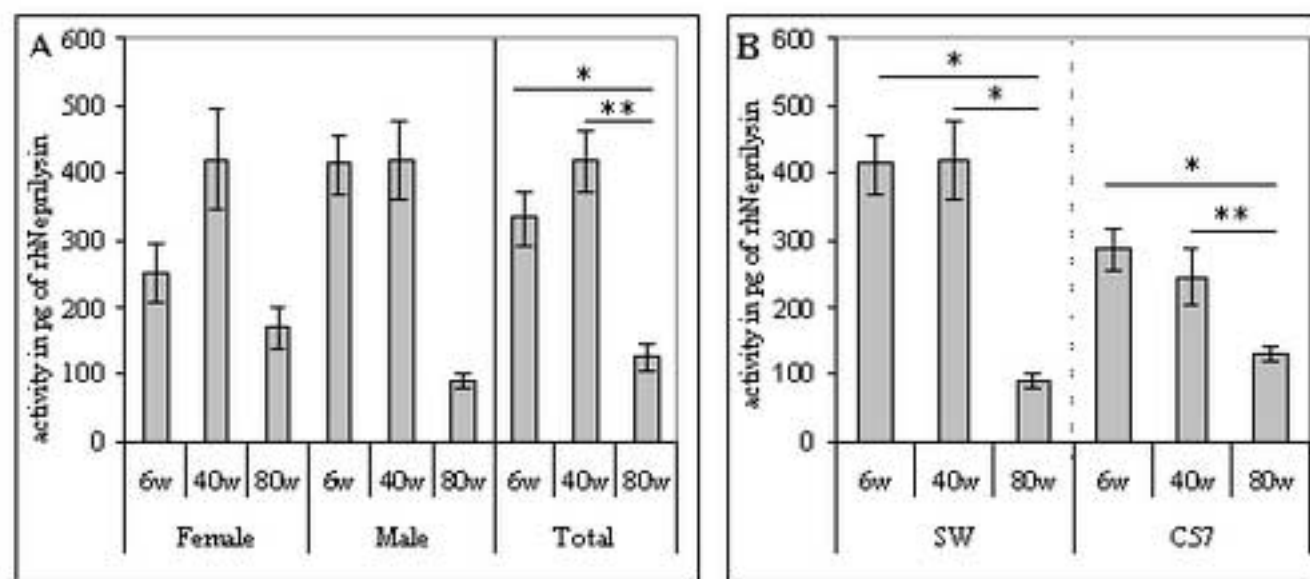 A
600
500
400
300
200
100
0
activity in pg of rhNeprilysin
*
**
6w 40w 80w 6w 40w 80w 6w 40w 80w
Female Male Total
B
600
500
400
300
200
100
0
activity in pg of rhNeprilysin
*
*
*
**
6w 40w 80w 6w 40w 80w
SW CS7